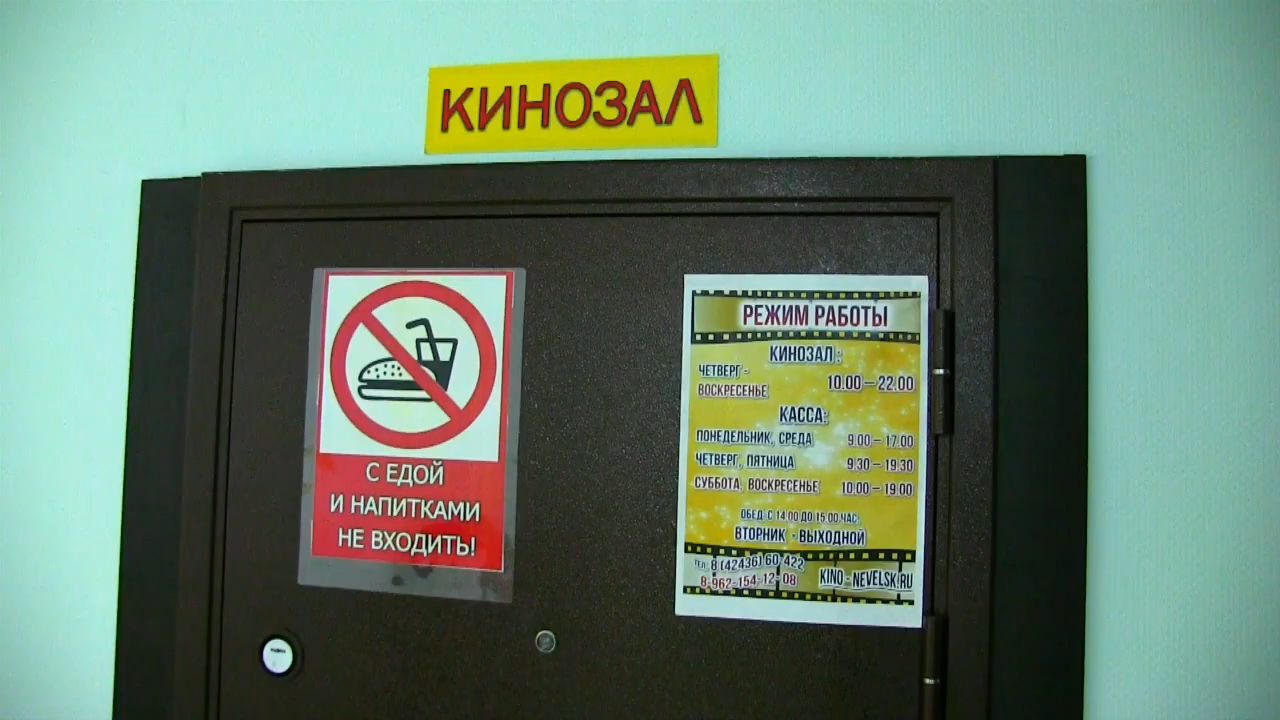 КИНОЗАЛ
С ЕДОЙ
И НАПИТКАМИ
НЕ ВХОДИТЬ!
РЕЖИМ РАБОТЫ
КИНОЗАЛ:
ЧЕТВЕРГ -
ВОСКРЕСЕНЬЕ 10.00 – 22.00
КАССА:
ПОНЕДЕЛЬНИК, СРЕДА 9.00 – 17.00
ЧЕТВЕРГ, ПЯТНИЦА 9.30 – 19.30
СУББОТА, ВОСКРЕСЕНЬЕ 10.00 – 19.00
ОБЕД С 14.00 ДО 15.00 ЧАС.
ВТОРНИК - ВЫХОДНОЙ
ТЕЛ. 8 (42436) 60-422
8-962-154-12-08
KINO-NEVELSK.RU